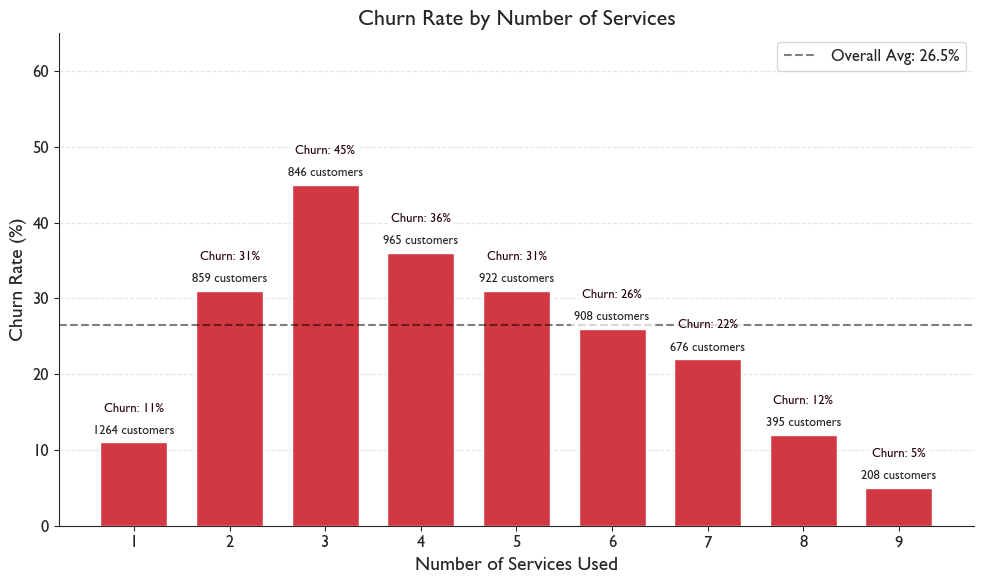 Churn Rate by Number of Services
Overall Avg: 26.5%
Churn Rate (%)
60
50
40
30
20
10
0
Churn: 11%
1264 customers
Churn: 31%
859 customers
Churn: 45%
846 customers
Churn: 36%
965 customers
Churn: 31%
922 customers
Churn: 26%
908 customers
Churn: 22%
676 customers
Churn: 12%
395 customers
Churn: 5%
208 customers
1 2 3 4 5 6 7 8 9
Number of Services Used